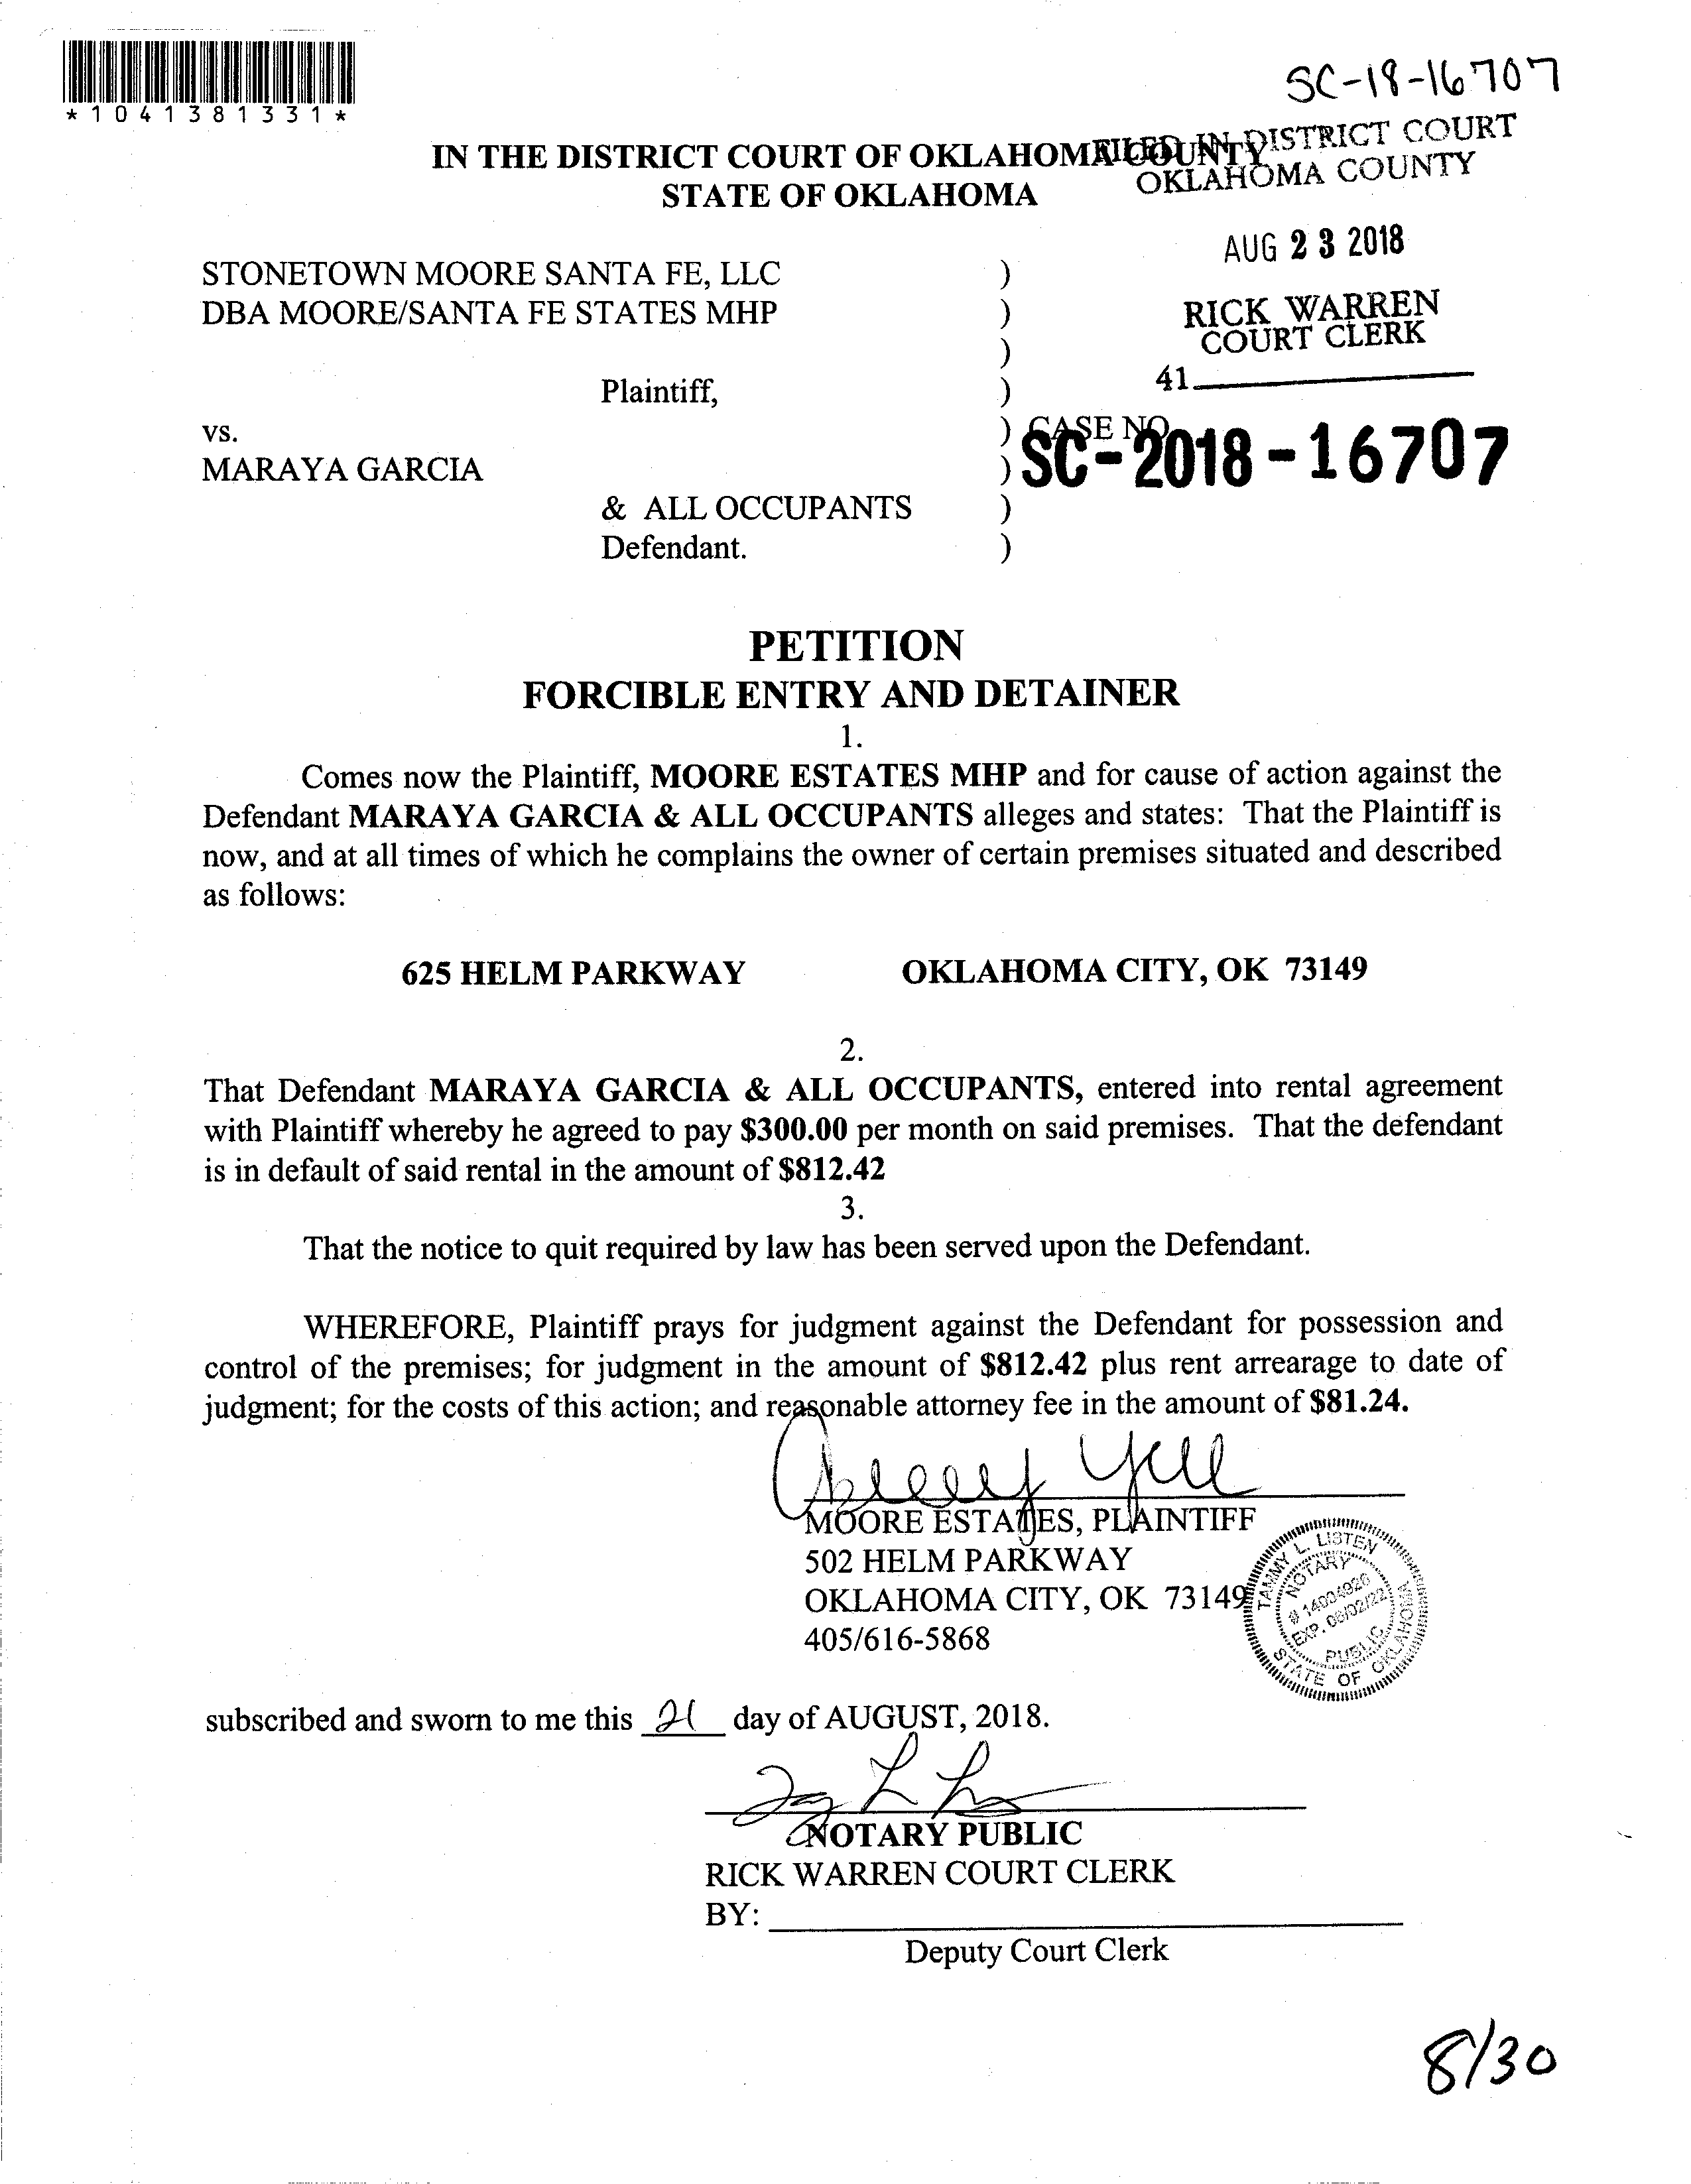 *1041381331*
SC-18-16707
IN THE DISTRICT COURT OF OKLAHOMA COUNTY
STATE OF OKLAHOMA
FILED IN DISTRICT COURT
OKLAHOMA COUNTY
AUG 23 2018
RICK WARREN
COURT CLERK
41
STONETOWN MOORE SANTA FE, LLC )
DBA MOORE/SANTA FE STATES MHP )
)
Plaintiff, )
vs. ) CASE NO.
SC-2018-16707
MARAYA GARCIA )
& ALL OCCUPANTS )
Defendant. )
PETITION
FORCIBLE ENTRY AND DETAINER
1.
Comes now the Plaintiff, MOORE ESTATES MHP and for cause of action against the
Defendant MARAYA GARCIA & ALL OCCUPANTS alleges and states: That the Plaintiff is
now, and at all times of which he complains the owner of certain premises situated and described
as follows:
625 HELM PARKWAY OKLAHOMA CITY, OK 73149
2.
That Defendant MARAYA GARCIA & ALL OCCUPANTS, entered into rental agreement
with Plaintiff whereby he agreed to pay $300.00 per month on said premises. That the defendant
is in default of said rental in the amount of $812.42
3.
That the notice to quit required by law has been served upon the Defendant.
WHEREFORE, Plaintiff prays for judgment against the Defendant for possession and
control of the premises; for judgment in the amount of $812.42 plus rent arrearage to date of
judgment; for the costs of this action; and reasonable attorney fee in the amount of $81.24.
MOORE ESTATES, PLAINTIFF
502 HELM PARKWAY
OKLAHOMA CITY, OK 73149
405/616-5868
TAMMY L. LISTEN
NOTARY
# 14004926
EXP. 06/02/22
PUBLIC
STATE OF OKLAHOMA
subscribed and sworn to me this 21 day of AUGUST, 2018.
NOTARY PUBLIC
RICK WARREN COURT CLERK
BY:
Deputy Court Clerk
8/30